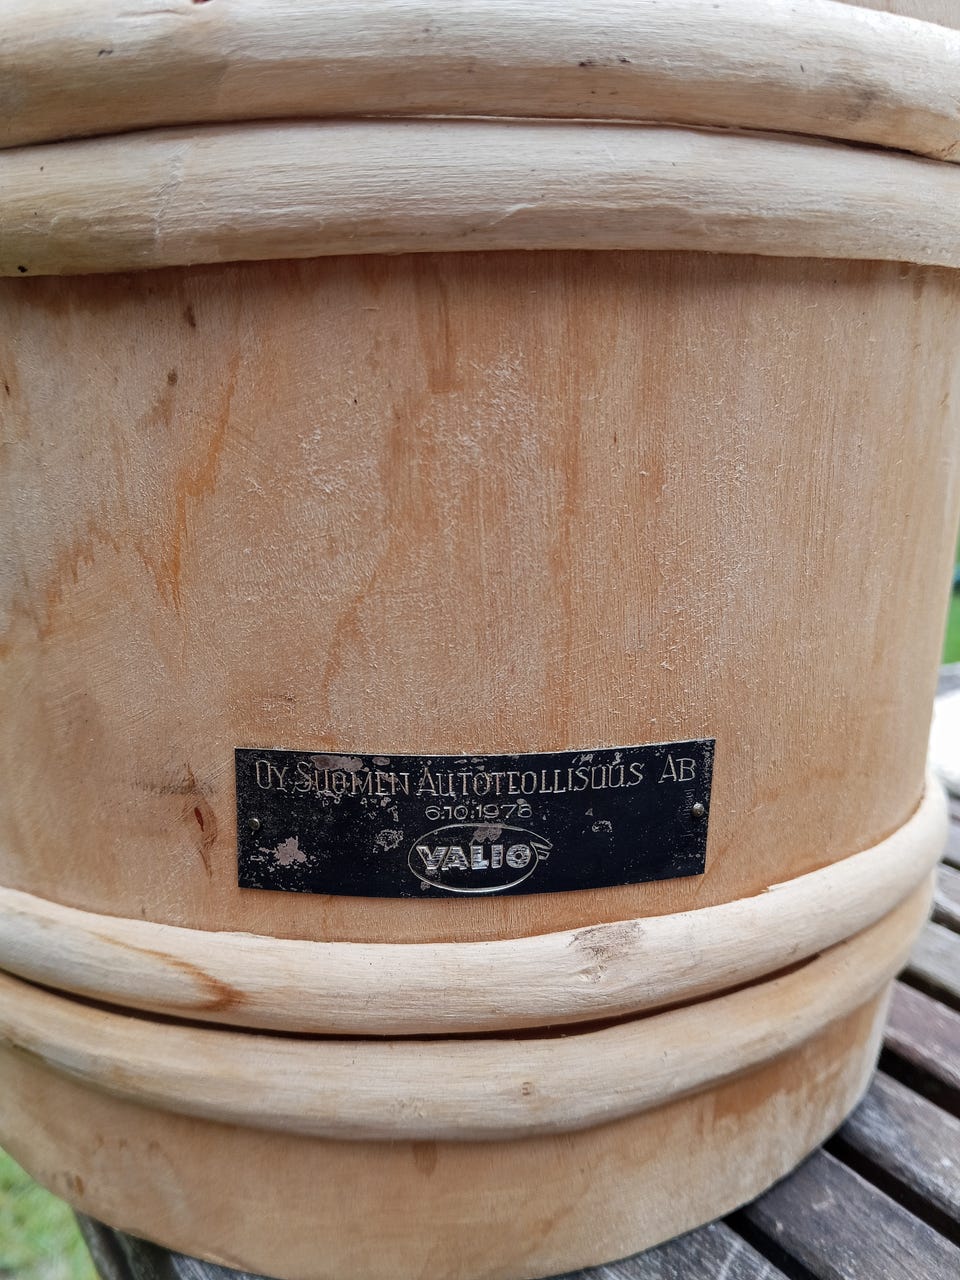 OY SUOMEN AUTOTEOLLISUUS AB
6.10.1978
VALIO